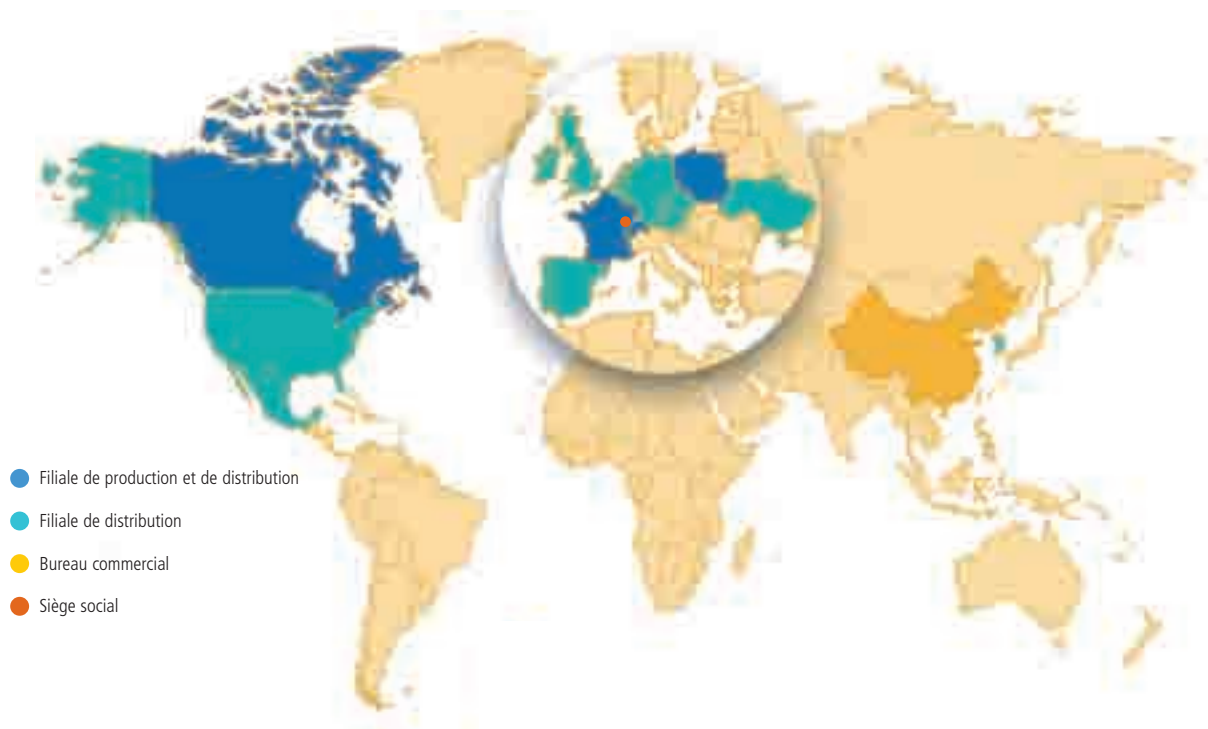 Filiale de production et de distribution
Filiale de distribution
Bureau commercial
Siège social